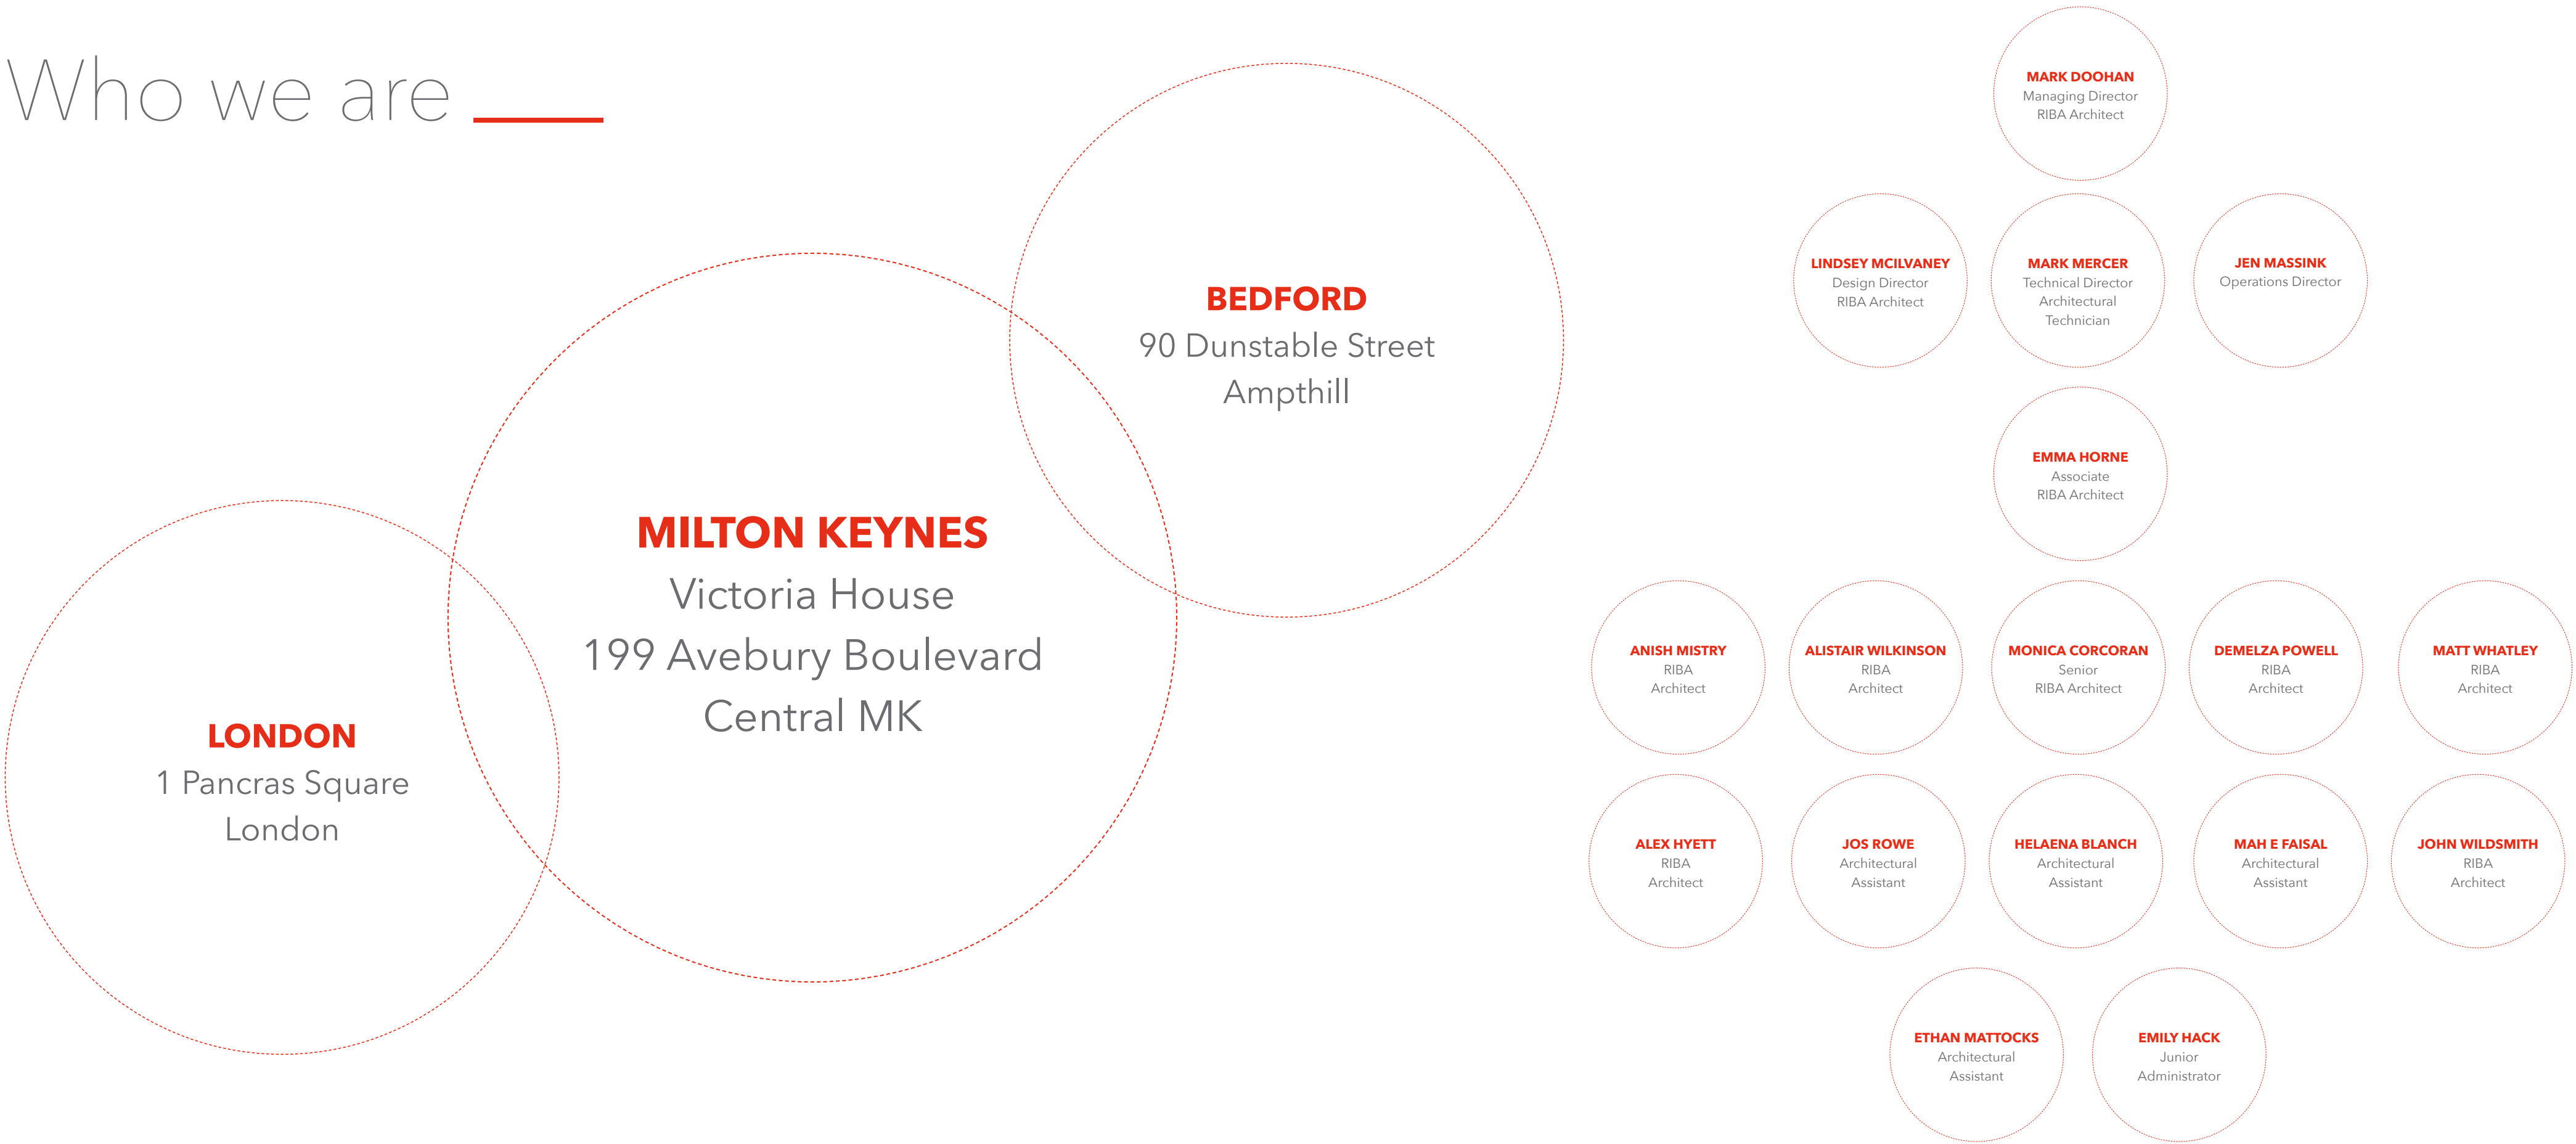 Who we are
BEDFORD
90 Dunstable Street
Ampthill
MILTON KEYNES
Victoria House
199 Avebury Boulevard
Central MK
LONDON
1 Pancras Square
London
MARK DOOHAN
Managing Director
RIBA Architect
LINDSEY MCILVANEY
Design Director
RIBA Architect
MARK MERCER
Technical Director
Architectural
Technician
JEN MASSINK
Operations Director
EMMA HORNE
Associate
RIBA Architect
ANISH MISTRY
RIBA
Architect
ALISTAIR WILKINSON
RIBA
Architect
MONICA CORCORAN
Senior
RIBA Architect
DEMELZA POWELL
RIBA
Architect
MATT WHATLEY
RIBA
Architect
ALEX HYETT
RIBA
Architect
JOS ROWE
Architectural
Assistant
HELAENA BLANCH
Architectural
Assistant
MAH E FAISAL
Architectural
Assistant
JOHN WILDSMITH
RIBA
Architect
ETHAN MATTOCKS
Architectural
Assistant
EMILY HACK
Junior
Administrator